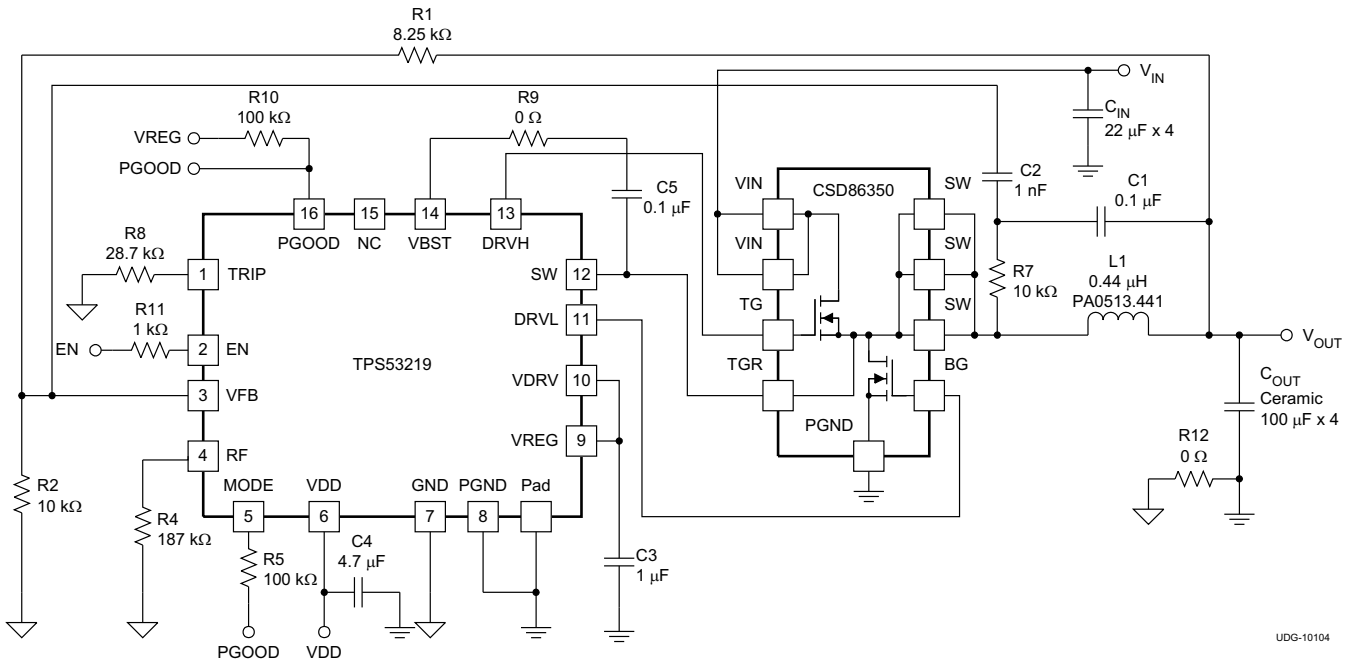 R1
8.25 kΩ
VIN
R10
100 kΩ
R9
0 Ω
CIN
22 µF x 4
VREG
PGOOD
C5
0.1 µF
VIN
CSD86350
SW
C2
1 nF
C1
0.1 µF
16
15
14
13
PGOOD
NC
VBST
DRVH
R8
28.7 kΩ
1
TRIP
SW
12
VIN
SW
R7
10 kΩ
L1
0.44 µH
PA0513.441
TG
SW
R11
1 kΩ
DRVL
11
EN
2
EN
TPS53219
VOUT
TGR
BG
3
VFB
VDRV
10
COUT
Ceramic
100 µF x 4
PGND
4
RF
VREG
9
R12
0 Ω
R2
10 kΩ
MODE
VDD
GND
PGND
Pad
5
6
7
8
R4
187 kΩ
R5
100 kΩ
C4
4.7 µF
C3
1 µF
PGOOD
VDD
UDG-10104